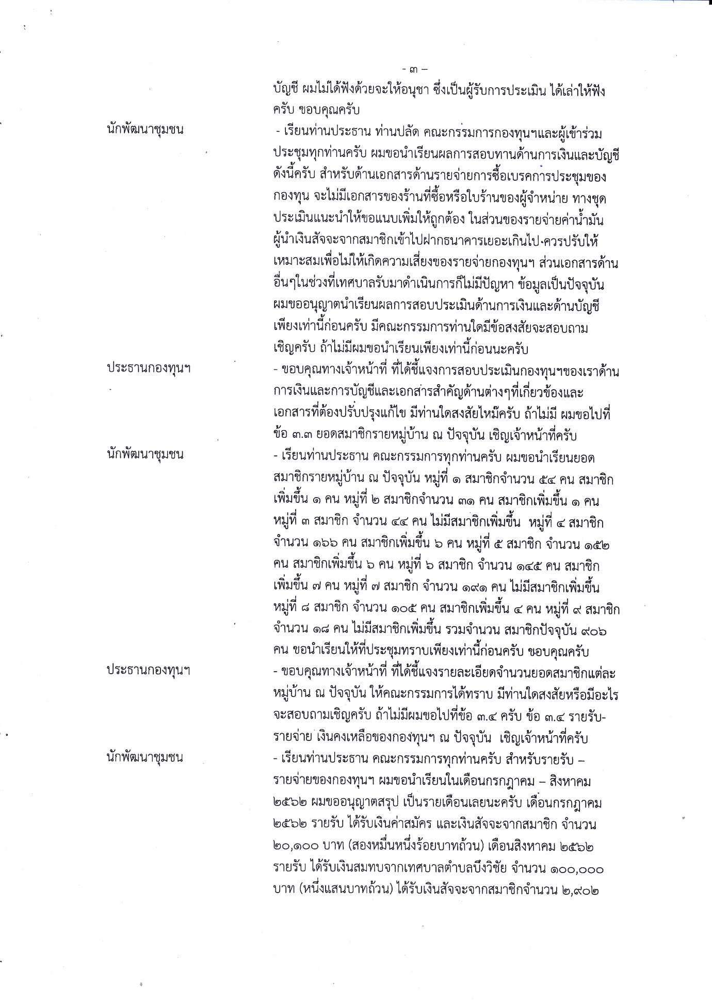 - ๓ –
บัญชี ผมไม่ได้ฟังด้วยจะให้อนุชา ซึ่งเป็นผู้รับการประเมิน ได้เล่าให้ฟัง
ครับ ขอบคุณครับ
นักพัฒนาชุมชน - เรียนท่านประธาน ท่านปลัด คณะกรรมการกองทุนฯและผู้เข้าร่วม
ประชุมทุกท่านครับ ผมขอนำเรียนผลการสอบทานด้านการเงินและบัญชี
ดังนี้ครับ สำหรับด้านเอกสารด้านรายจ่ายการซื้อเบรคการประชุมของ
กองทุน จะไม่มีเอกสารของร้านที่ซื้อหรือใบร้านของผู้จำหน่าย ทางชุด
ประเมินแนะนำให้ขอแนบเพิ่มให้ถูกต้อง ในส่วนของรายจ่ายค่าน้ำมัน
ผู้นำเงินสัจจะจากสมาชิกเข้าไปฝากธนาคารเยอะเกินไป ควรปรับให้
เหมาะสมเพื่อไม่ให้เกิดความเสี่ยงของรายจ่ายกองทุนฯ ส่วนเอกสารด้าน
อื่นๆในช่วงที่เทศบาลรับมาดำเนินการก็ไม่มีปัญหา ข้อมูลเป็นปัจจุบัน
ผมขออนุญาตนำเรียนผลการสอบประเมินด้านการเงินและด้านบัญชี
เพียงเท่านี้ก่อนครับ มีคณะกรรมการท่านใดมีข้อสงสัยจะสอบถาม
เชิญครับ ถ้าไม่มีผมขอนำเรียนเพียงเท่านี้ก่อนนะครับ
ประธานกองทุนฯ - ขอบคุณทางเจ้าหน้าที่ ที่ได้ชี้แจงการสอบประเมินกองทุนฯของเราด้าน
การเงินและการบัญชีและเอกสารสำคัญด้านต่างๆที่เกี่ยวข้องและ
เอกสารที่ต้องปรับปรุงแก้ไข มีท่านใดสงสัยไหม๊ครับ ถ้าไม่มี ผมขอไปที่
ข้อ ๓.๓ ยอดสมาชิกรายหมู่บ้าน ณ ปัจจุบัน เชิญเจ้าหน้าที่ครับ
นักพัฒนาชุมชน - เรียนท่านประธาน คณะกรรมการทุกท่านครับ ผมขอนำเรียนยอด
สมาชิกรายหมู่บ้าน ณ ปัจจุบัน หมู่ที่ ๑ สมาชิกจำนวน ๕๔ คน สมาชิก
เพิ่มขึ้น ๑ คน หมู่ที่ ๒ สมาชิกจำนวน ๓๑ คน สมาชิกเพิ่มขึ้น ๑ คน
หมู่ที่ ๓ สมาชิก จำนวน ๔๔ คน ไม่มีสมาชิกเพิ่มขึ้น หมู่ที่ ๔ สมาชิก
จำนวน ๑๖๖ คน สมาชิกเพิ่มขึ้น ๖ คน หมู่ที่ ๕ สมาชิก จำนวน ๑๕๒
คน สมาชิกเพิ่มขึ้น ๖ คน หมู่ที่ ๖ สมาชิก จำนวน ๑๔๕ คน สมาชิก
เพิ่มขึ้น ๗ คน หมู่ที่ ๗ สมาชิก จำนวน ๑๙๑ คน ไม่มีสมาชิกเพิ่มขึ้น
หมู่ที่ ๘ สมาชิก จำนวน ๑๐๕ คน สมาชิกเพิ่มขึ้น ๔ คน หมู่ที่ ๙ สมาชิก
จำนวน ๑๘ คน ไม่มีสมาชิกเพิ่มขึ้น รวมจำนวน สมาชิกปัจจุบัน ๙๐๖
คน ขอนำเรียนให้ที่ประชุมทราบเพียงเท่านี้ก่อนครับ ขอบคุณครับ
ประธานกองทุนฯ - ขอบคุณทางเจ้าหน้าที่ ที่ได้ชี้แจงรายละเอียดจำนวนยอดสมาชิกแต่ละ
หมู่บ้าน ณ ปัจจุบัน ให้คณะกรรมการได้ทราบ มีท่านใดสงสัยหรือมีอะไร
จะสอบถามเชิญครับ ถ้าไม่มีผมขอไปที่ข้อ ๓.๔ ครับ ข้อ ๓.๔ รายรับ-
รายจ่าย เงินคงเหลือของกองทุนฯ ณ ปัจจุบัน เชิญเจ้าหน้าที่ครับ
นักพัฒนาชุมชน - เรียนท่านประธาน คณะกรรมการทุกท่านครับ สำหรับรายรับ –
รายจ่ายของกองทุนฯ ผมขอนำเรียนในเดือนกรกฎาคม – สิงหาคม
๒๕๖๒ ผมขออนุญาตสรุป เป็นรายเดือนเลยนะครับ เดือนกรกฎาคม
๒๕๖๒ รายรับ ได้รับเงินค่าสมัคร และเงินสัจจะจากสมาชิก จำนวน
๒๐,๑๐๐ บาท (สองหมื่นหนึ่งร้อยบาทถ้วน) เดือนสิงหาคม ๒๕๖๒
รายรับ ได้รับเงินสมทบจากเทศบาลตำบลบึงวิชัย จำนวน ๑๐๐,๐๐๐
บาท (หนึ่งแสนบาทถ้วน) ได้รับเงินสัจจะจากสมาชิกจำนวน ๒,๙๐๒